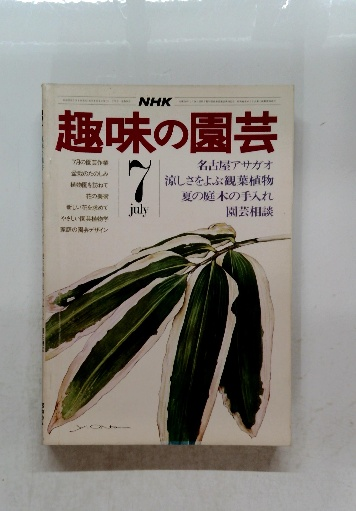 NHK
趣味の園芸
7月の園芸作業
盆栽のたのしみ
植物園を訪ねて
花の美術
新しい花を求めて
やさしい園芸植物学
家庭の園芸デザイン
7
july
名古屋アサガオ
涼しさをよぶ観葉植物
夏の庭木の手入れ
園芸相談